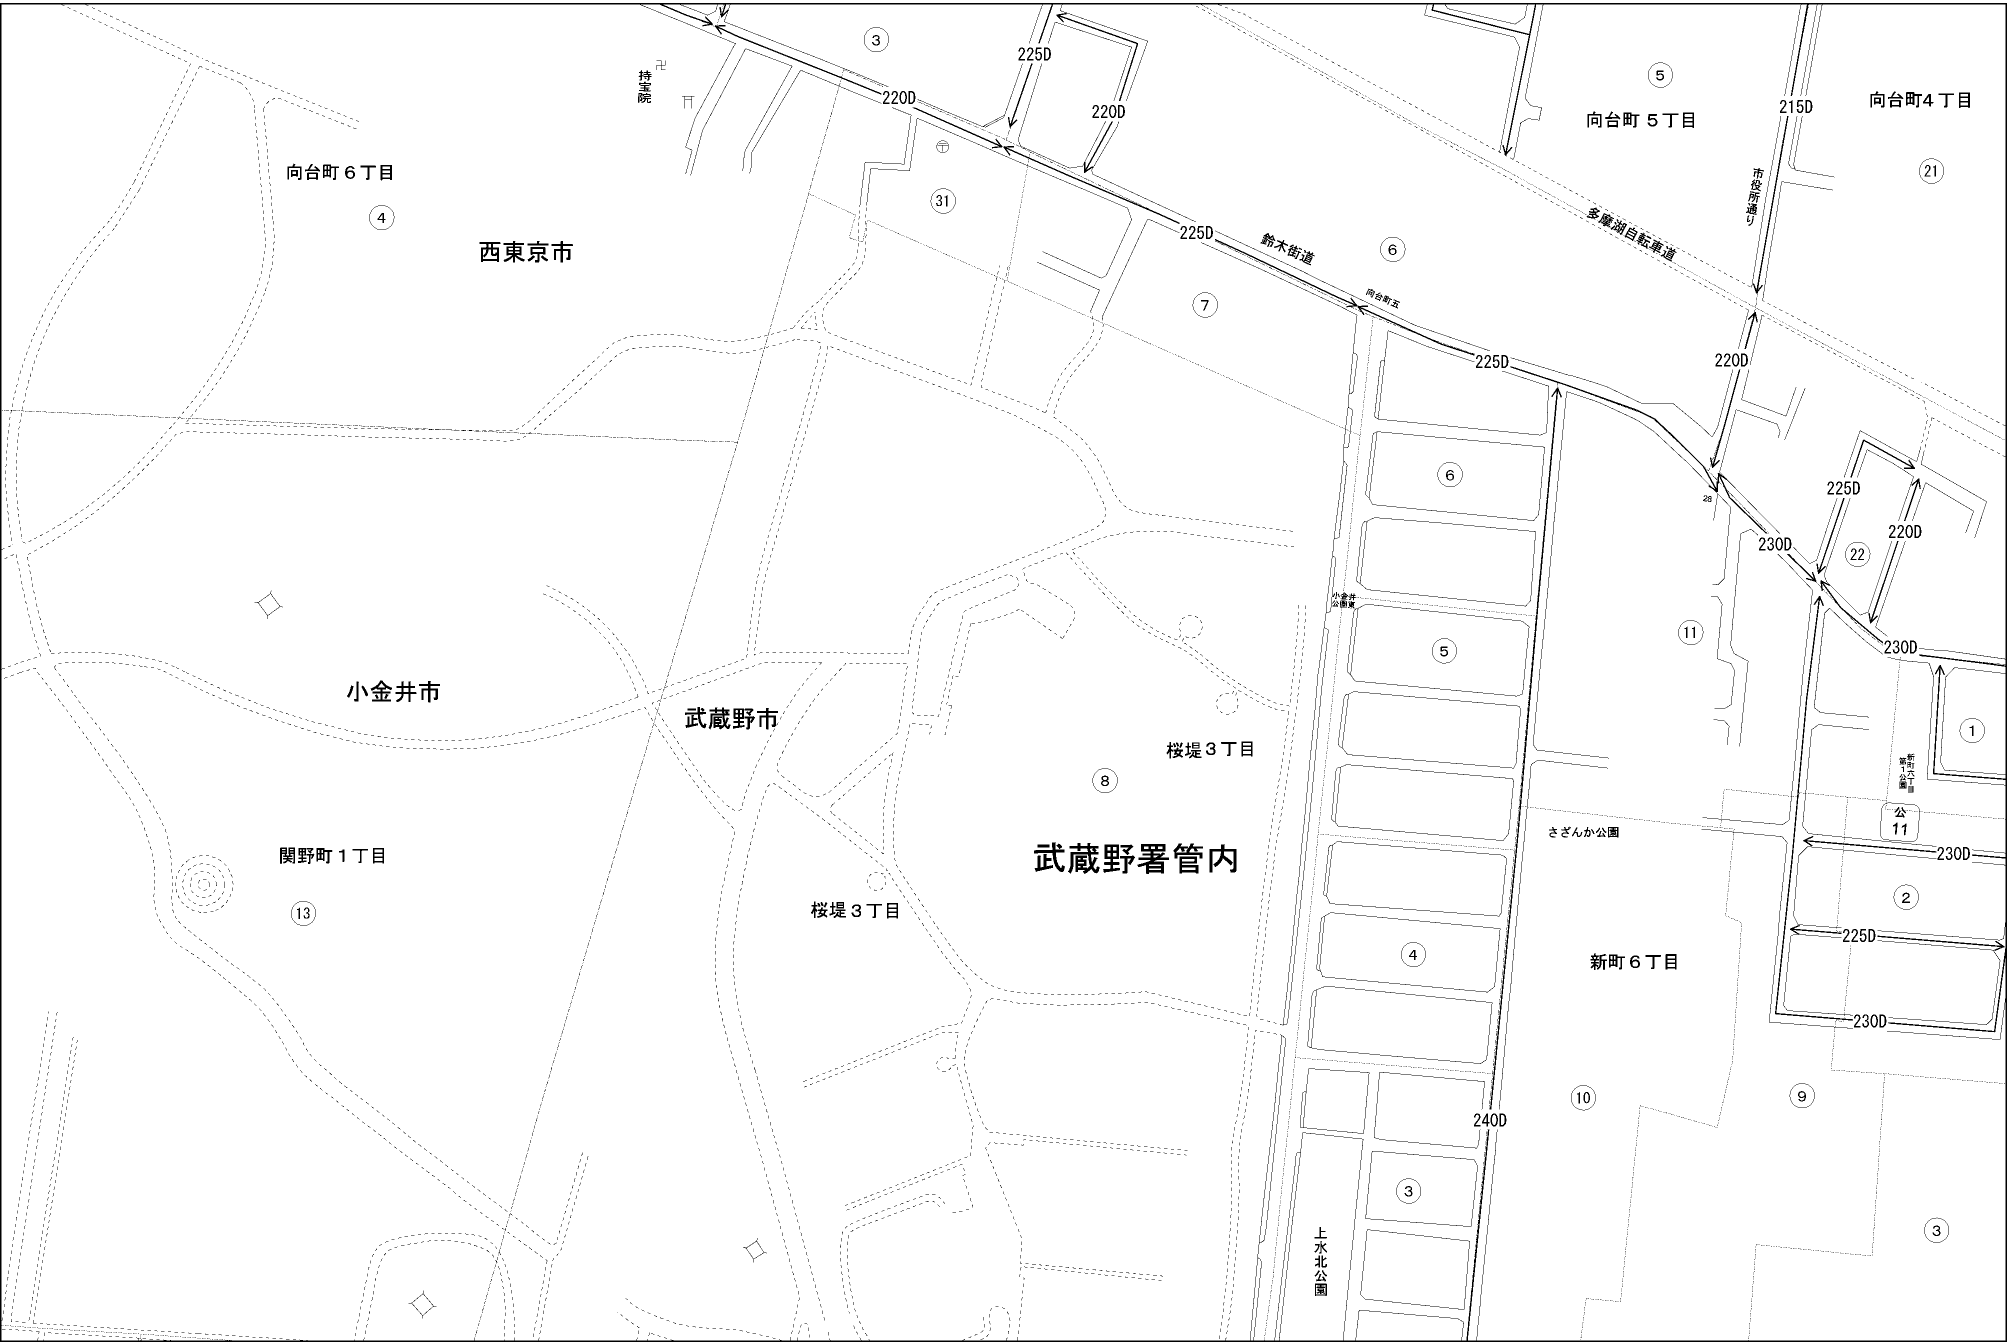 3
持宝院
225D
220D
220D
5
向台町５丁目
215D
向台町４丁目
21
向台町６丁目
4
西東京市
31
225D
鈴木街道
6
多摩湖自転車道
市役所通り
7
向台町五
225D
220D
6
28
225D
220D
230D
22
小金井
公園東
5
11
230D
小金井市
武蔵野市
桜堤３丁目
8
1
新町六丁目
第１公園
公
11
さざんか公園
武蔵野署管内
関野町１丁目
13
桜堤３丁目
230D
2
225D
4
新町６丁目
230D
240D
10
9
3
3
上水北公園